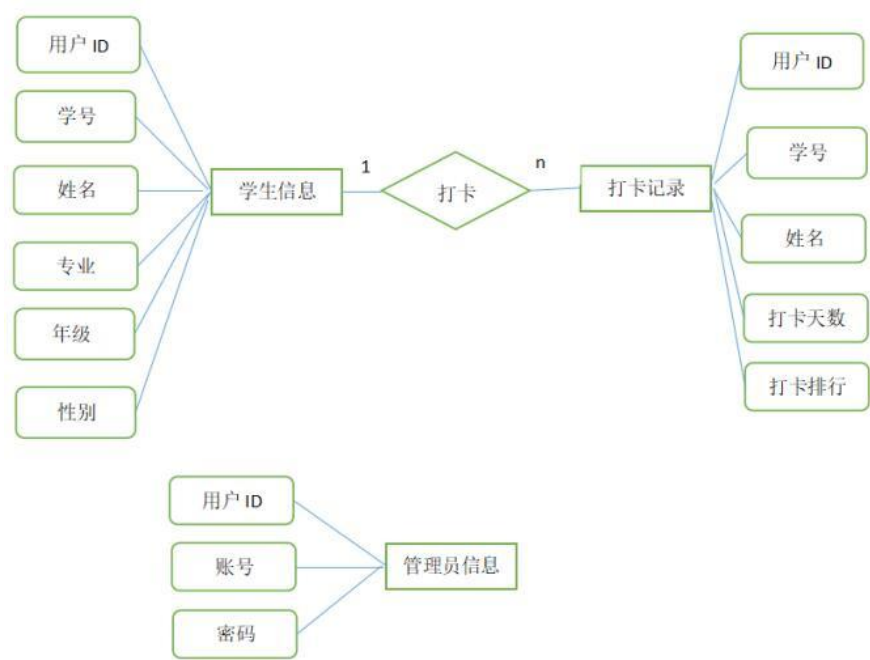 用户 ID
学号
姓名
专业
年级
性别
学生信息
1
打卡
n
打卡记录
用户 ID
学号
姓名
打卡天数
打卡排行
用户 ID
账号
密码
管理员信息